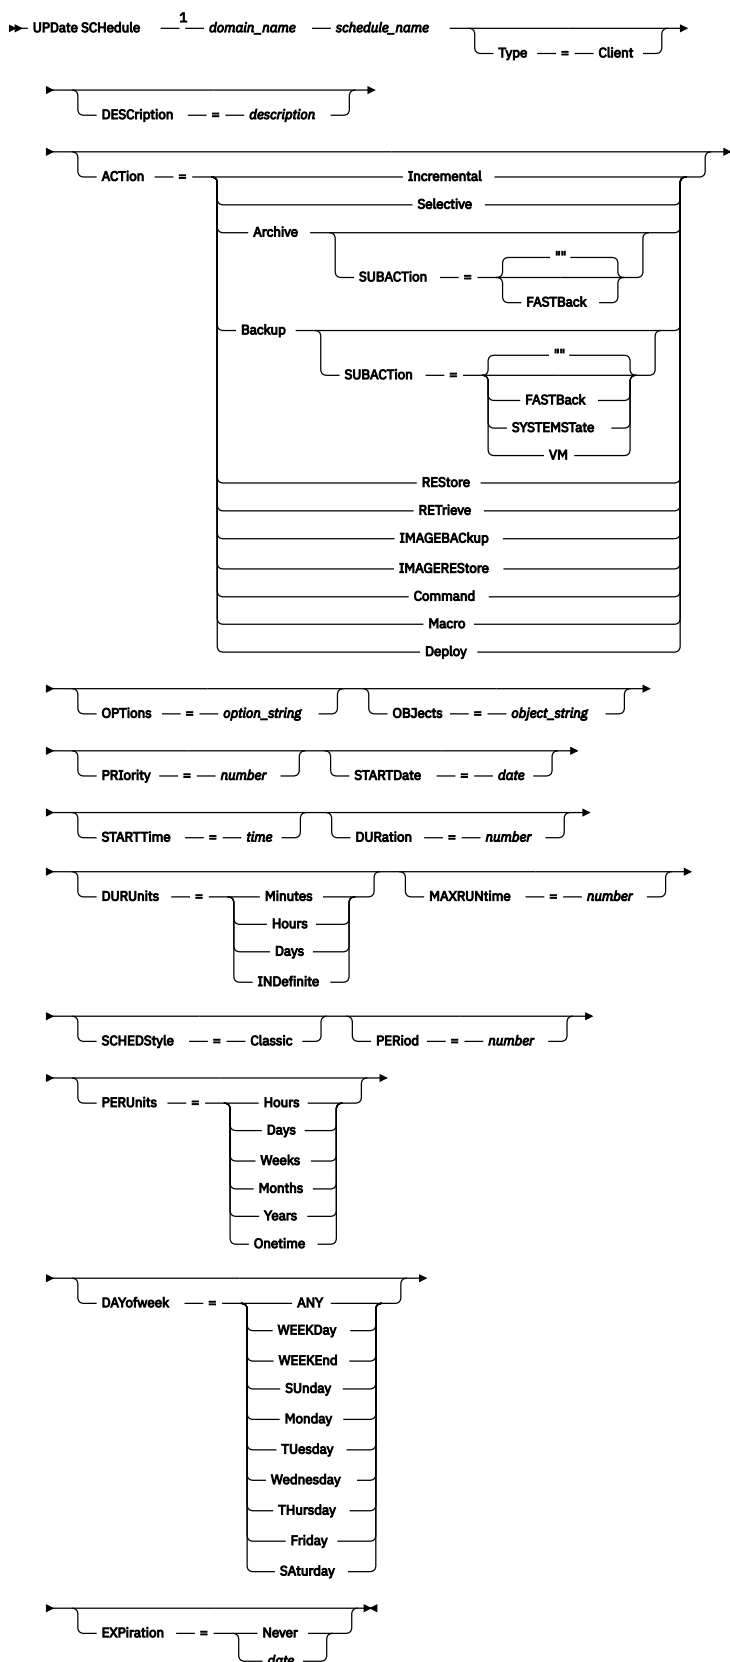 UPDate SCHedule 1 domain_name schedule_name
Type = Client
DESCription = description
ACTion = Incremental
Selective
Archive
SUBACTion = ""
FASTBack
Backup
SUBACTion = ""
FASTBack
SYSTEMSTate
VM
REStore
RETrieve
IMAGEBACkup
IMAGEREStore
Command
Macro
Deploy
OPTions = option_string OBJects = object_string
PRIority = number STARTDate = date
STARTTime = time DURation = number
DURUnits = Minutes MAXRUNtime = number
Hours
Days
INDefinite
SCHEDStyle = Classic PERiod = number
PERUnits = Hours
Days
Weeks
Months
Years
Onetime
DAYofweek = ANY
WEEKDay
WEEKEnd
SUnday
Monday
TUesday
Wednesday
THursday
Friday
SAturday
EXPiration = Never
date